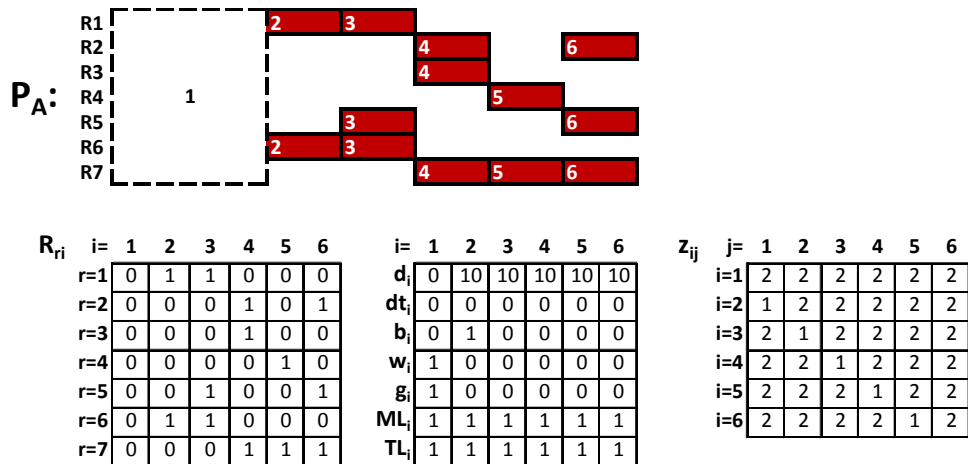 R1 2 3
R2 4 6
R3 4
P_A: R4 1 5
R5 3 6
R6 2 3
R7 4 5 6
R_ri i= 1 2 3 4 5 6
r=1 0 1 1 0 0 0
r=2 0 0 0 1 0 1
r=3 0 0 0 1 0 0
r=4 0 0 0 0 1 0
r=5 0 0 1 0 0 1
r=6 0 1 1 0 0 0
r=7 0 0 0 1 1 1
i= 1 2 3 4 5 6
d_i 0 10 10 10 10 10
dt_i 0 0 0 0 0 0
b_i 0 1 0 0 0 0
w_i 1 0 0 0 0 0
g_i 1 0 0 0 0 0
ML_i 1 1 1 1 1 1
TL_i 1 1 1 1 1 1
z_ij j= 1 2 3 4 5 6
i=1 2 2 2 2 2 2
i=2 1 2 2 2 2 2
i=3 2 1 2 2 2 2
i=4 2 2 1 2 2 2
i=5 2 2 2 1 2 2
i=6 2 2 2 2 1 2